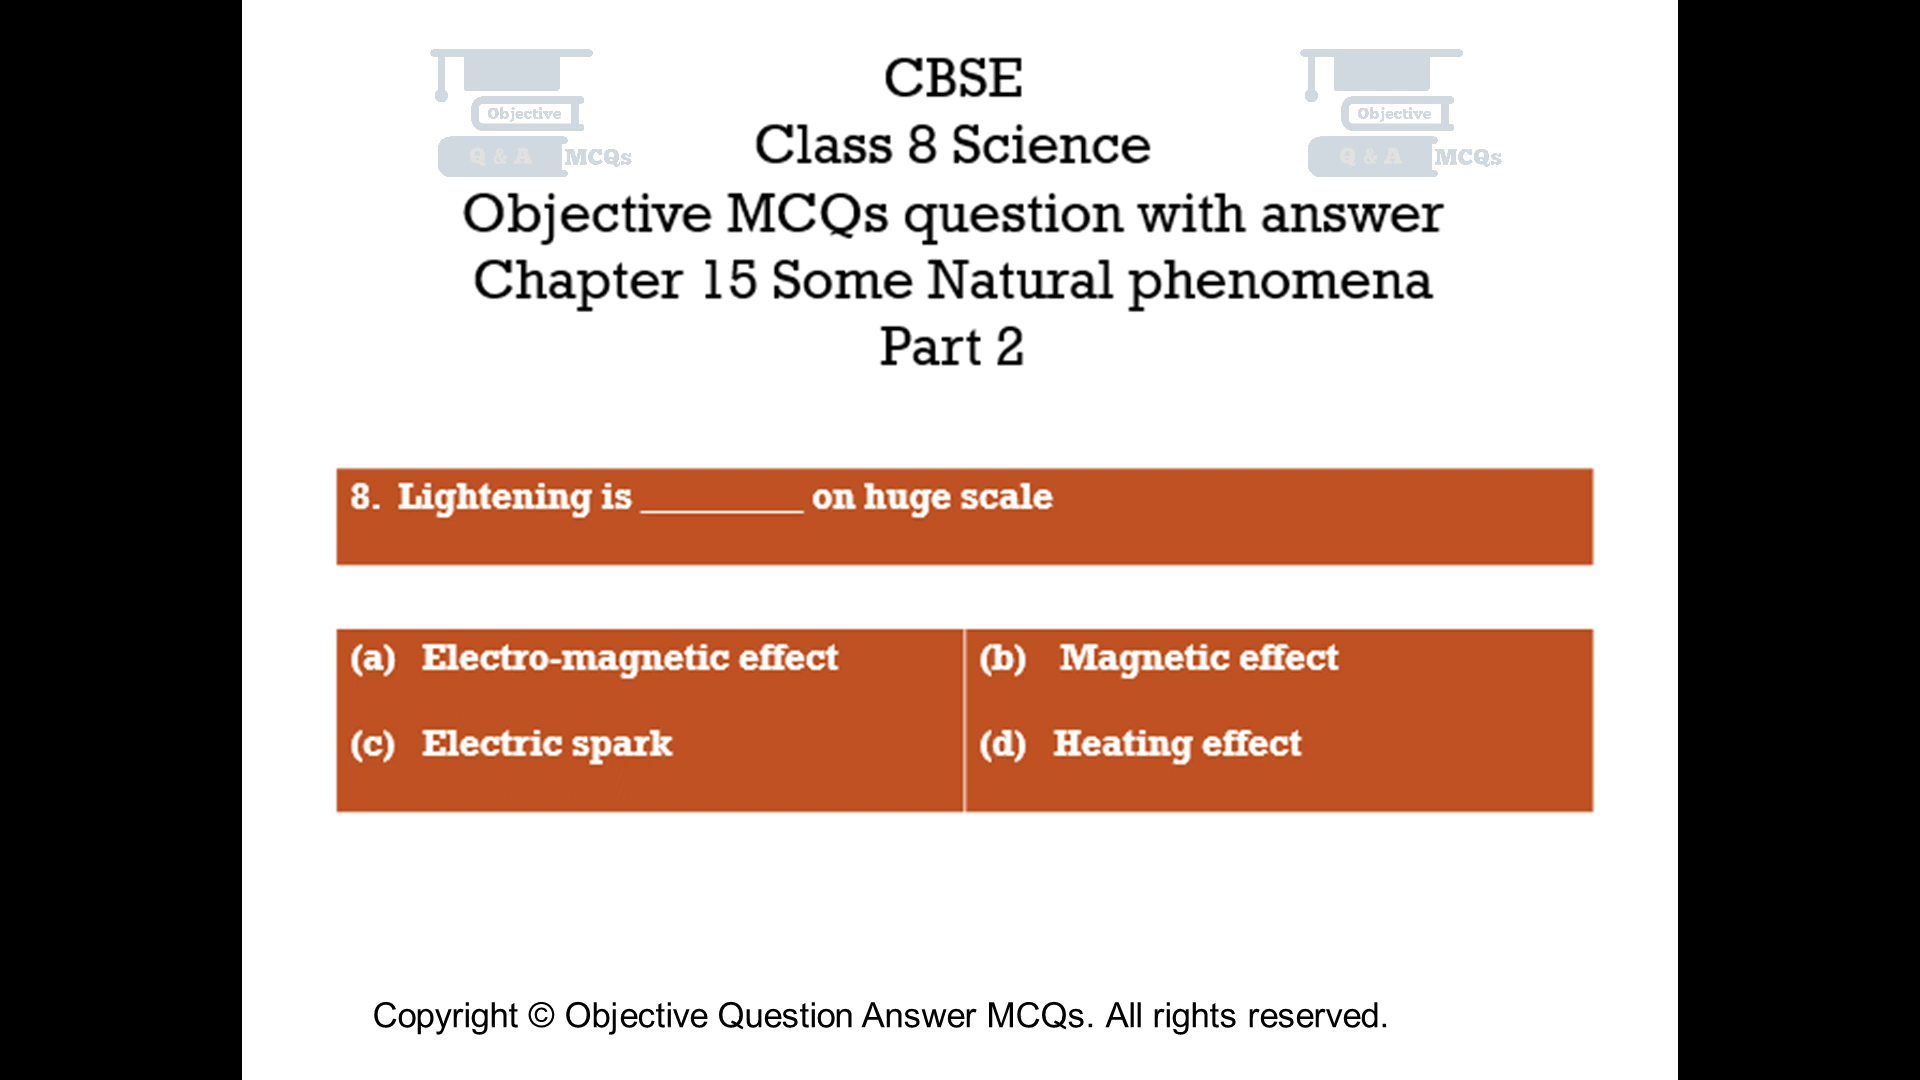 CBSE
Class 8 Science
Objective MCQs question with answer
Chapter 15 Some Natural phenomena
Part 2
Objective
Q & A MCQs
Objective
Q & A MCQs
8. Lightening is _________ on huge scale
(a) Electro-magnetic effect
(b) Magnetic effect
(c) Electric spark
(d) Heating effect
Copyright © Objective Question Answer MCQs. All rights reserved.